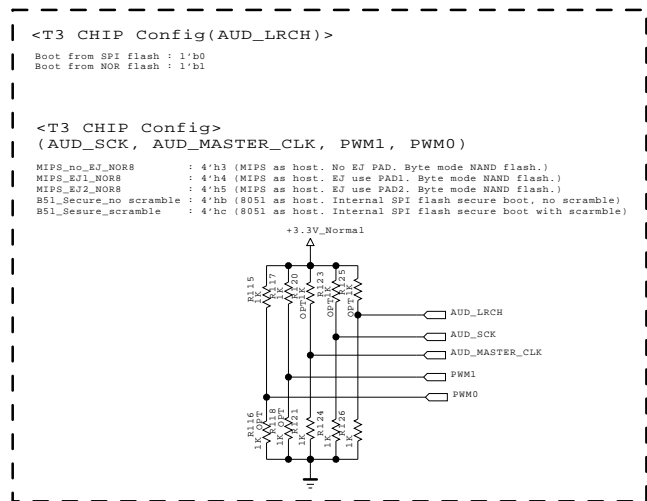 <T3 CHIP Config(AUD_LRCH)>
Boot from SPI flash : 1'b0
Boot from NOR flash : 1'b1
<T3 CHIP Config>
(AUD_SCK, AUD_MASTER_CLK, PWM1, PWM0)
MIPS_no_EJ_NOR8 : 4'h3 (MIPS as host. No EJ PAD. Byte mode NAND flash.)
MIPS_EJ1_NOR8 : 4'h4 (MIPS as host. EJ use PAD1. Byte mode NAND flash.)
MIPS_EJ2_NOR8 : 4'h5 (MIPS as host. EJ use PAD2. Byte mode NAND flash.)
B51_Secure_no scramble : 4'hb (8051 as host. Internal SPI flash secure boot, no scramble)
B51_Sesure_scramble : 4'hc (8051 as host. Internal SPI flash secure boot with scarmble)
+3.3V_Normal
R115 1K
R117 1K
R120 1K OPT
R123 1K OPT
R125 1K OPT
AUD_LRCH
AUD_SCK
AUD_MASTER_CLK
PWM1
PWM0
R116 1K OPT
R118 1K OPT
R121 1K
R124 1K
R126 1K